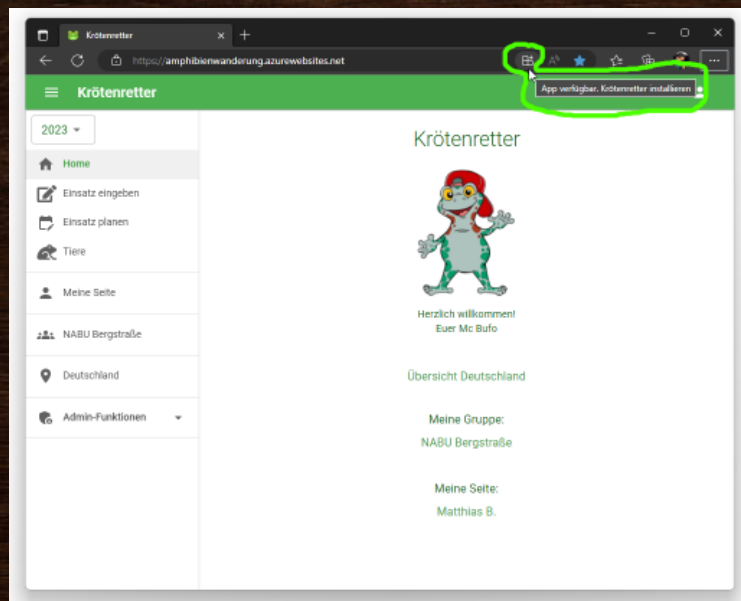 Krötenretter
https://amphibienwanderung.azurewebsites.net
Krötenretter
App verfügbar. Krötenretter installieren
2023
Home
Einsatz eingeben
Einsatz planen
Tiere
Meine Seite
NABU Bergstraße
Deutschland
Admin-Funktionen
Krötenretter
Herzlich willkommen!
Euer Mc Bufo
Übersicht Deutschland
Meine Gruppe:
NABU Bergstraße
Meine Seite:
Matthias B.